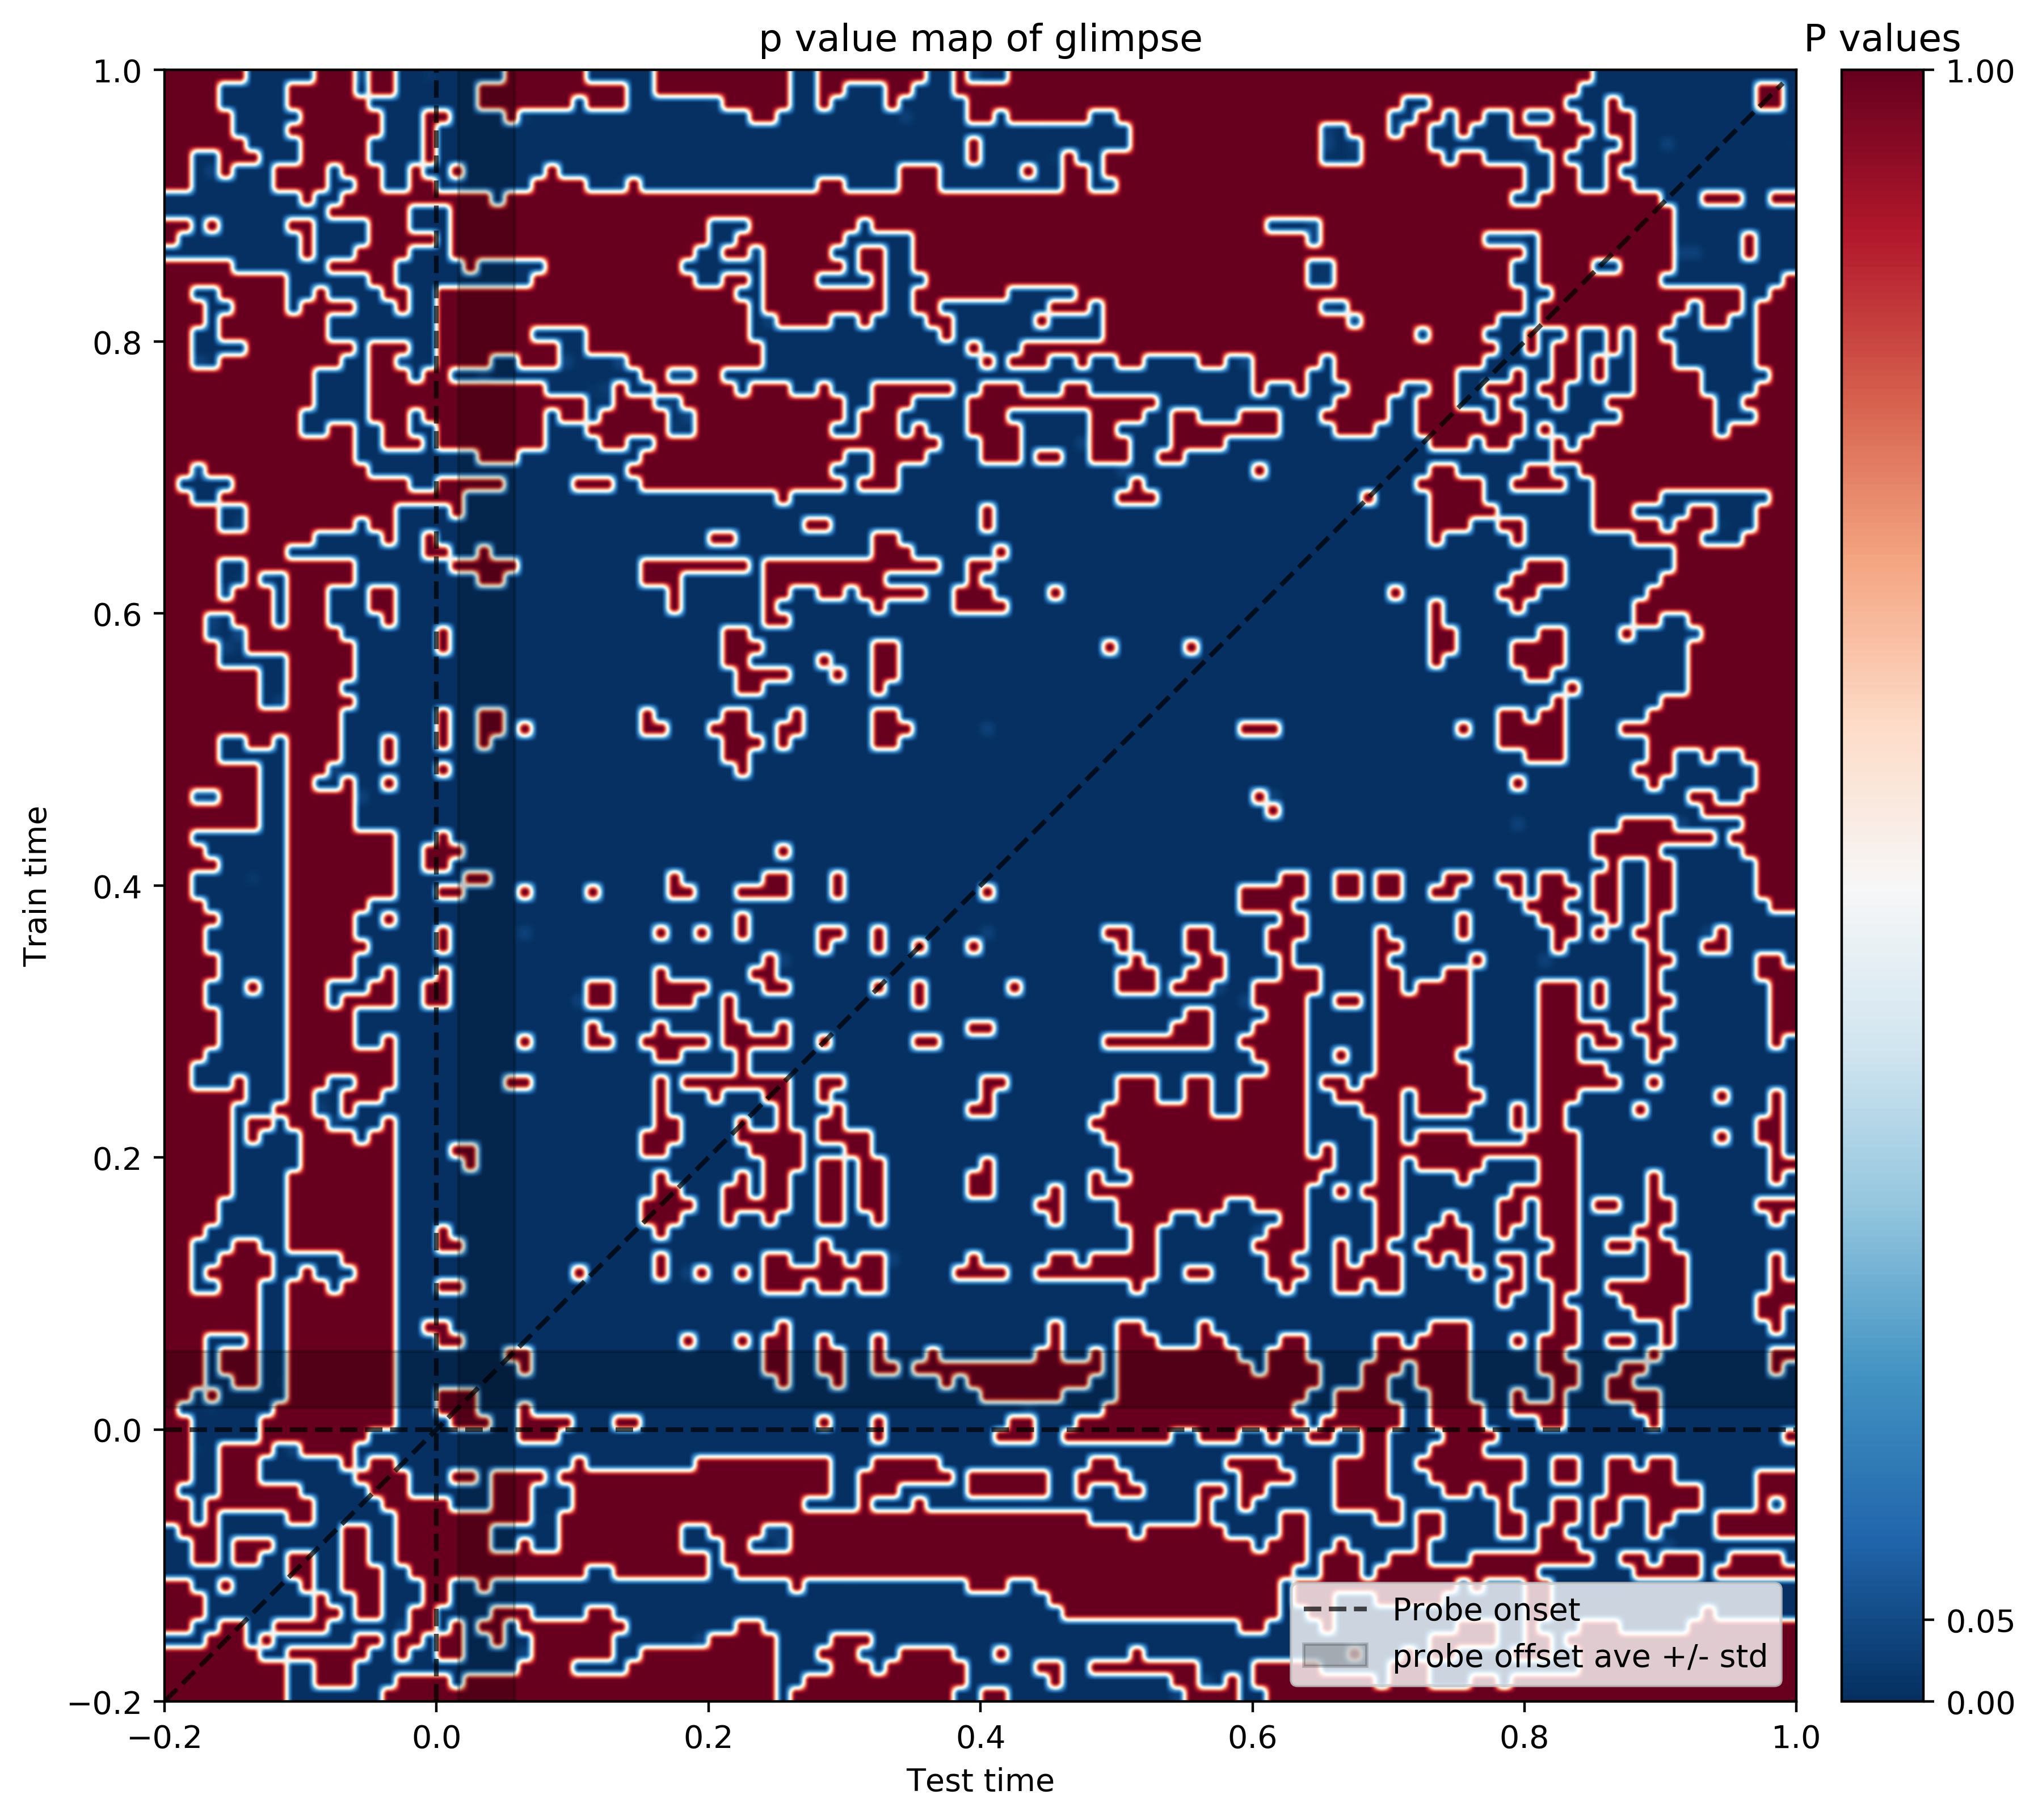 p value map of glimpse
P values
1.0
0.8
0.6
0.4
0.2
0.0
−0.2
Train time
−0.2
0.0
0.2
0.4
0.6
0.8
1.0
Test time
Probe onset
probe offset ave +/- std
1.00
0.05
0.00